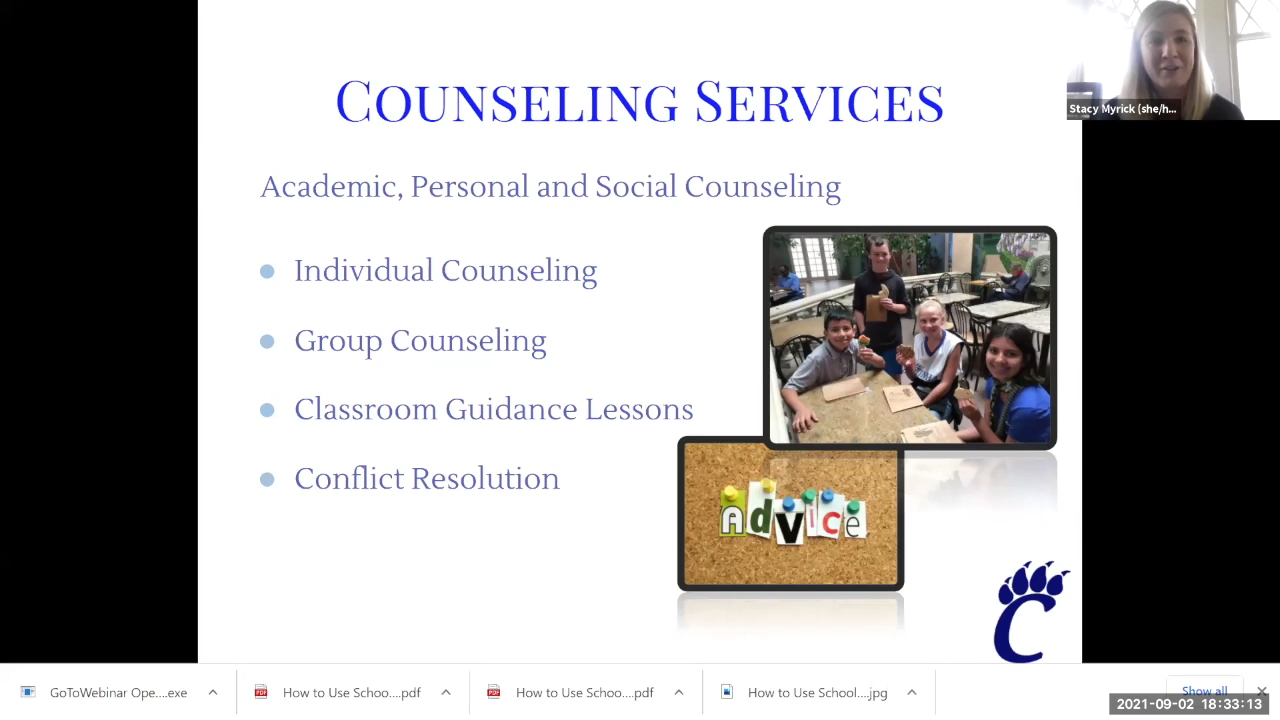 Counseling Services
Stacy Myrick (she/h...
Academic, Personal and Social Counseling
Individual Counseling
Group Counseling
Classroom Guidance Lessons
Conflict Resolution
Advice
C
GoToWebinar Ope....exe
How to Use Schoo....pdf
How to Use Schoo....pdf
How to Use School....jpg
Show all
2021-09-02 18:33:13